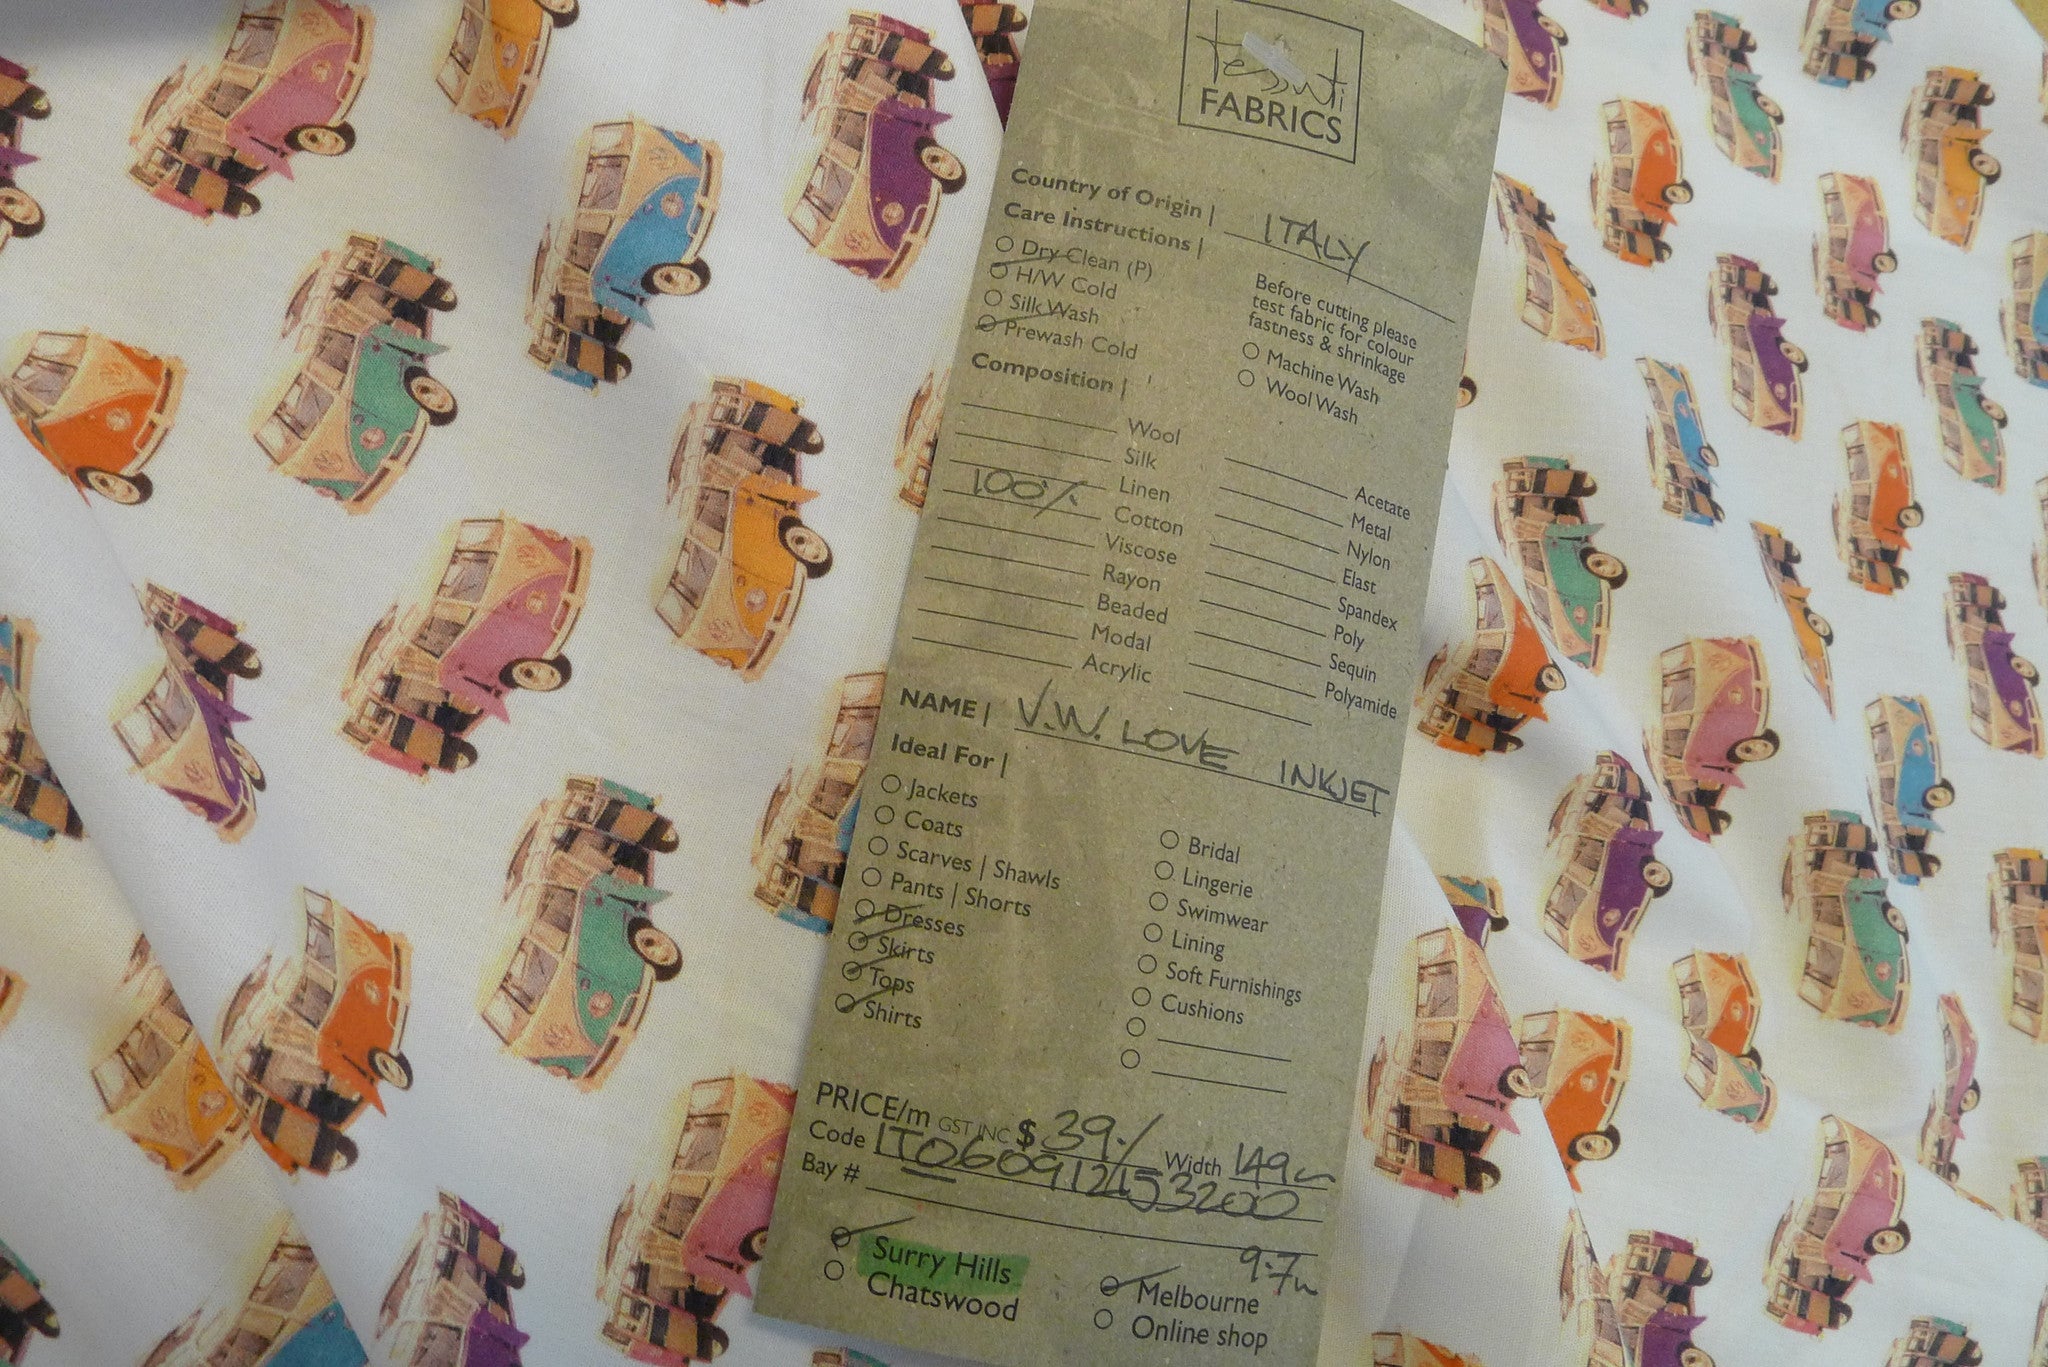 tessuti
FABRICS
Country of Origin | ITALY
Care Instructions |
Dry Clean (P)
H/W Cold
Silk Wash
Prewash Cold
Before cutting please
test fabric for colour
fastness & shrinkage
Machine Wash
Wool Wash
Composition |
Wool
Silk
Linen
100% Cotton
Viscose
Rayon
Beaded
Modal
Acrylic
Acetate
Metal
Nylon
Elast
Spandex
Poly
Sequin
Polyamide
NAME | V.W. LOVE INKJET
Ideal For |
Jackets
Coats
Scarves | Shawls
Pants | Shorts
Dresses
Skirts
Tops
Shirts
Bridal
Lingerie
Swimwear
Lining
Soft Furnishings
Cushions
PRICE/m GST INC $ 39./ Width 149
Code ITO60912153200
Bay #
9.7m
Surry Hills
Chatswood
Melbourne
Online shop